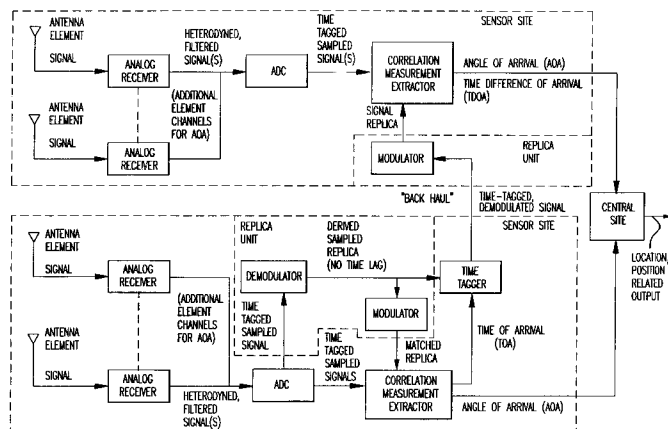 ANTENNA
ELEMENT
SIGNAL
ANALOG
RECEIVER
HETERODYNED,
FILTERED
SIGNAL(S)
(ADDITIONAL
ELEMENT
CHANNELS
FOR AOA)
ADC
TIME
TAGGED
SAMPLED
SIGNAL(S)
CORRELATION
MEASUREMENT
EXTRACTOR
SENSOR SITE
ANGLE OF ARRIVAL (AOA)
TIME DIFFERENCE OF ARRIVAL
(TDOA)
ANTENNA
ELEMENT
SIGNAL
ANALOG
RECEIVER
SIGNAL
REPLICA
MODULATOR
REPLICA
UNIT
"BACK HAUL"
TIME-TAGGED,
DEMODULATED SIGNAL
CENTRAL
SITE
LOCATION,
POSITION
RELATED
OUTPUT
ANTENNA
ELEMENT
SIGNAL
ANALOG
RECEIVER
(ADDITIONAL
ELEMENT
CHANNELS
FOR AOA)
REPLICA
UNIT
DERIVED
SAMPLED
REPLICA
(NO TIME LAG)
SENSOR SITE
DEMODULATOR
TIME
TAGGER
MODULATOR
TIME
TAGGED
SAMPLED
SIGNAL
TIME
TAGGED
SAMPLED
SIGNALS
MATCHED
REPLICA
TIME OF ARRIVAL
(TOA)
ANTENNA
ELEMENT
SIGNAL
ANALOG
RECEIVER
HETERODYNED,
FILTERED
SIGNAL(S)
ADC
CORRELATION
MEASUREMENT
EXTRACTOR
ANGLE OF ARRIVAL (AOA)